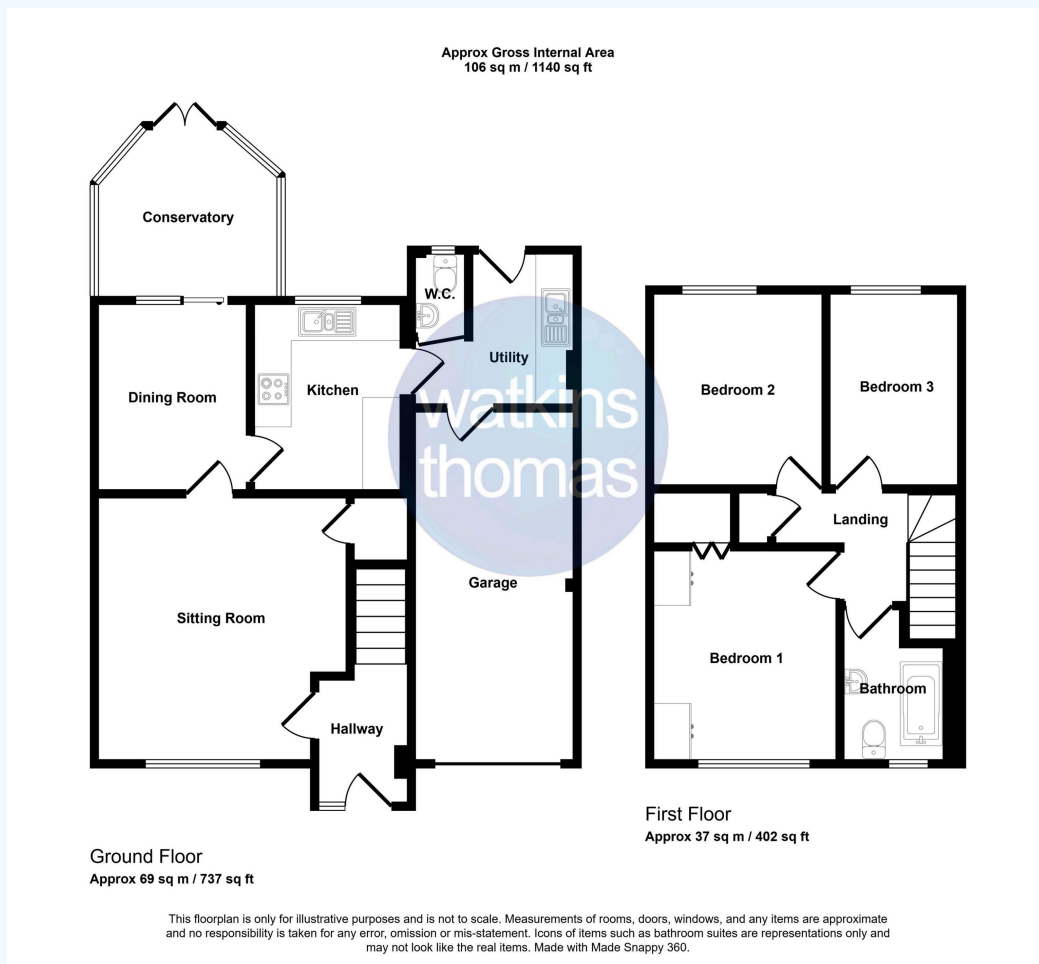 Approx Gross Internal Area
106 sq m / 1140 sq ft
Conservatory
W.C.
Utility
Dining Room
Kitchen
Bedroom 2
Bedroom 3
watkins
thomas
Landing
Sitting Room
Garage
Hallway
Bedroom 1
Bathroom
First Floor
Approx 37 sq m / 402 sq ft
Ground Floor
Approx 69 sq m / 737 sq ft
This floorplan is only for illustrative purposes and is not to scale. Measurements of rooms, doors, windows, and any items are approximate
and no responsibility is taken for any error, omission or mis-statement. Icons of items such as bathroom suites are representations only and
may not look like the real items. Made with Made Snappy 360.